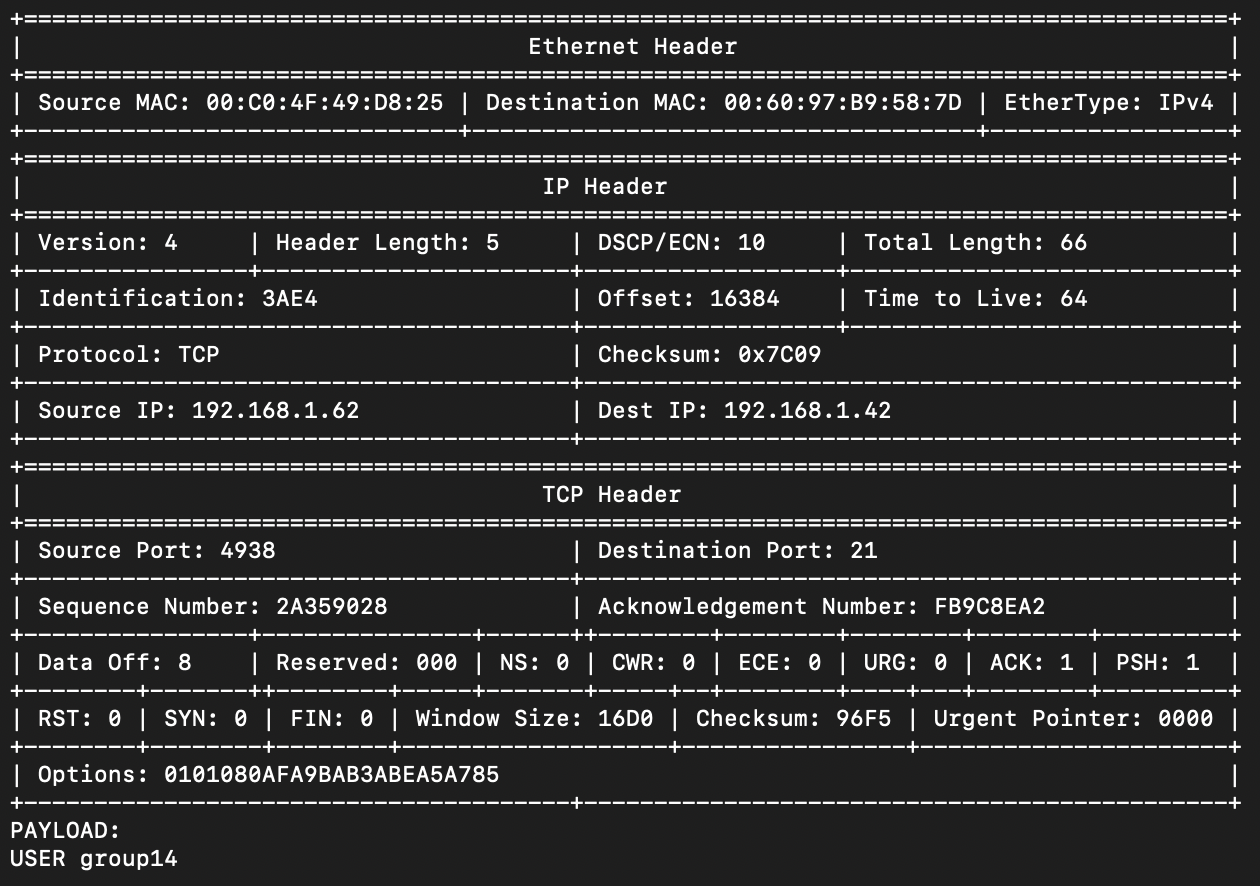 Ethernet Header
| Source MAC: 00:C0:4F:49:D8:25 | Destination MAC: 00:60:97:B9:58:7D | EtherType: IPv4 |
IP Header
| Version: 4 | Header Length: 5 | DSCP/ECN: 10 | Total Length: 66 |
| Identification: 3AE4 | Offset: 16384 | Time to Live: 64 |
| Protocol: TCP | Checksum: 0x7C09 |
| Source IP: 192.168.1.62 | Dest IP: 192.168.1.42 |
TCP Header
| Source Port: 4938 | Destination Port: 21 |
| Sequence Number: 2A359028 | Acknowledgement Number: FB9C8EA2 |
| Data Off: 8 | Reserved: 000 | NS: 0 | CWR: 0 | ECE: 0 | URG: 0 | ACK: 1 | PSH: 1 |
| RST: 0 | SYN: 0 | FIN: 0 | Window Size: 16D0 | Checksum: 96F5 | Urgent Pointer: 0000 |
| Options: 0101080AFA9BAB3ABEA5A785 |
PAYLOAD:
USER group14